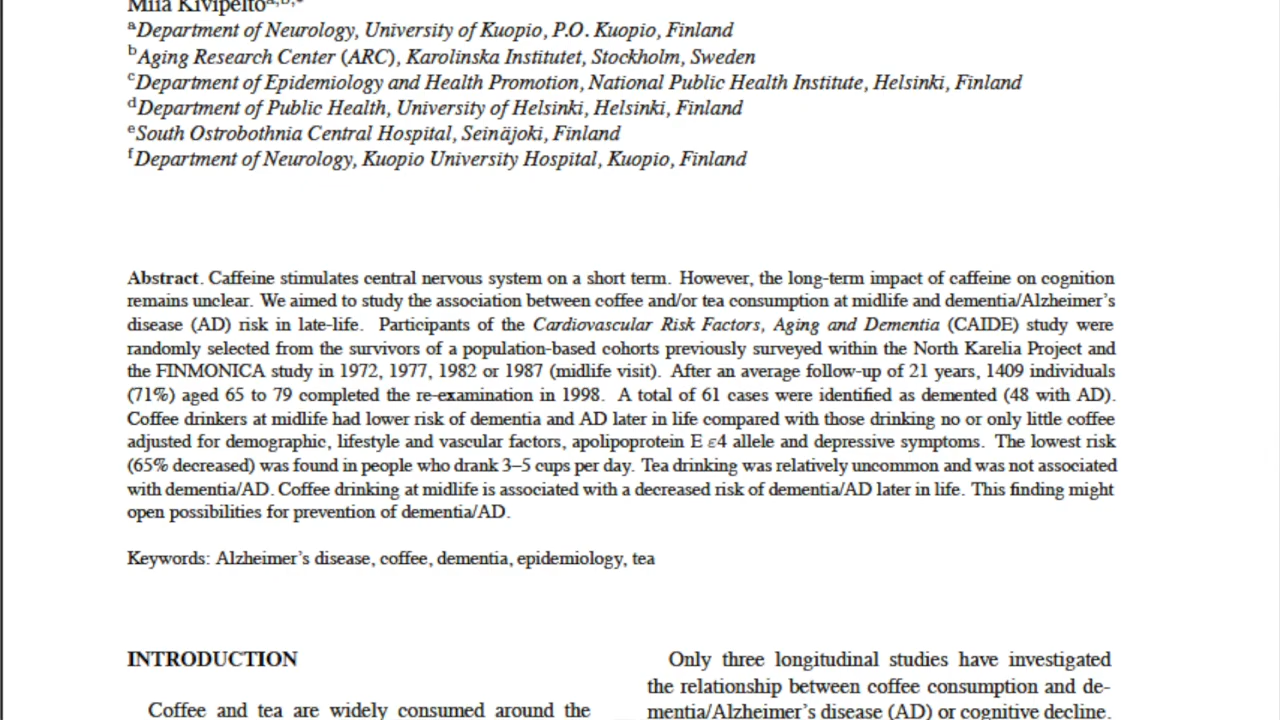 Miia Kivipelto
aDepartment of Neurology, University of Kuopio, P.O. Kuopio, Finland
bAging Research Center (ARC), Karolinska Institutet, Stockholm, Sweden
cDepartment of Epidemiology and Health Promotion, National Public Health Institute, Helsinki, Finland
dDepartment of Public Health, University of Helsinki, Helsinki, Finland
eSouth Ostrobothnia Central Hospital, Seinäjoki, Finland
fDepartment of Neurology, Kuopio University Hospital, Kuopio, Finland
Abstract. Caffeine stimulates central nervous system on a short term. However, the long-term impact of caffeine on cognition
remains unclear. We aimed to study the association between coffee and/or tea consumption at midlife and dementia/Alzheimer's
disease (AD) risk in late-life. Participants of the Cardiovascular Risk Factors, Aging and Dementia (CAIDE) study were
randomly selected from the survivors of a population-based cohorts previously surveyed within the North Karelia Project and
the FINMONICA study in 1972, 1977, 1982 or 1987 (midlife visit). After an average follow-up of 21 years, 1409 individuals
(71%) aged 65 to 79 completed the re-examination in 1998. A total of 61 cases were identified as demented (48 with AD).
Coffee drinkers at midlife had lower risk of dementia and AD later in life compared with those drinking no or only little coffee
adjusted for demographic, lifestyle and vascular factors, apolipoprotein E ε4 allele and depressive symptoms. The lowest risk
(65% decreased) was found in people who drank 3–5 cups per day. Tea drinking was relatively uncommon and was not associated
with dementia/AD. Coffee drinking at midlife is associated with a decreased risk of dementia/AD later in life. This finding might
open possibilities for prevention of dementia/AD.
Keywords: Alzheimer's disease, coffee, dementia, epidemiology, tea
INTRODUCTION
Coffee and tea are widely consumed around the
Only three longitudinal studies have investigated
the relationship between coffee consumption and de-
mentia/Alzheimer's disease (AD) or cognitive decline.